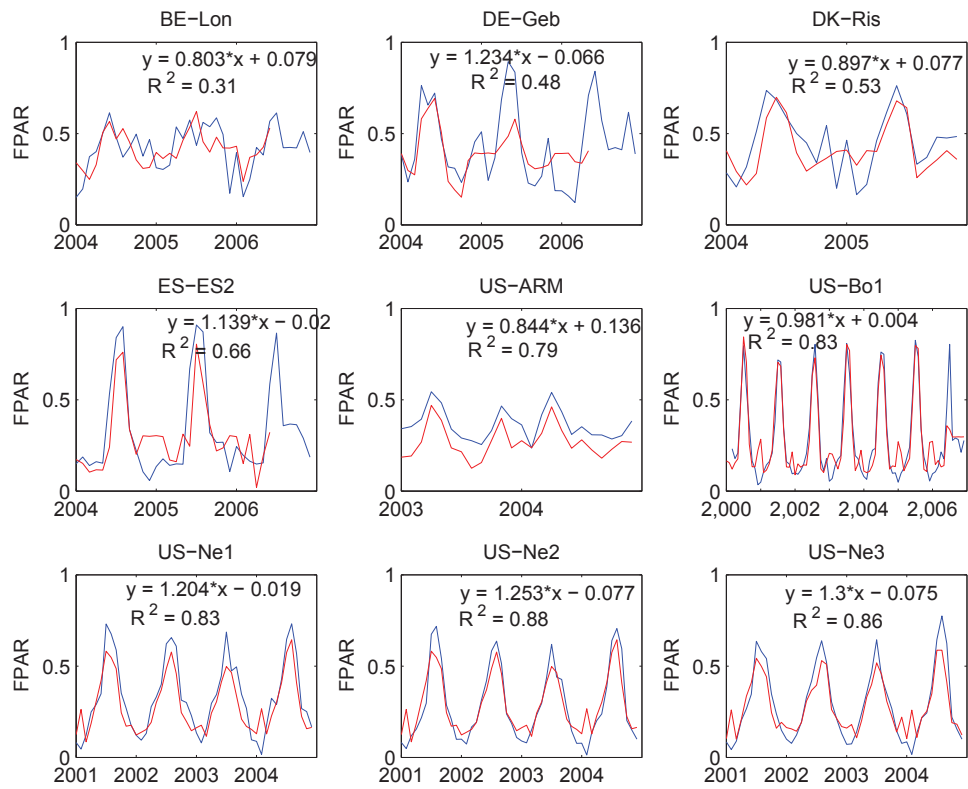 BE−Lon
FPAR
1
0.5
0
y = 0.803*x + 0.079
R 2 = 0.31
2004 2005 2006
DE−Geb
FPAR
1
0.5
0
y = 1.234*x − 0.066
R 2 = 0.48
2004 2005 2006
DK−Ris
FPAR
1
0.5
0
y = 0.897*x + 0.077
R 2 = 0.53
2004 2005
ES−ES2
FPAR
1
0.5
0
y = 1.139*x − 0.02
R 2 = 0.66
2004 2005 2006
US−ARM
FPAR
1
0.5
0
y = 0.844*x + 0.136
R 2 = 0.79
2003 2004
US−Bo1
FPAR
1
0.5
0
y = 0.981*x + 0.004
R 2 = 0.83
2,000 2,002 2,004 2,006
US−Ne1
FPAR
1
0.5
0
y = 1.204*x − 0.019
R 2 = 0.83
2001 2002 2003 2004
US−Ne2
FPAR
1
0.5
0
y = 1.253*x − 0.077
R 2 = 0.88
2001 2002 2003 2004
US−Ne3
FPAR
1
0.5
0
y = 1.3*x − 0.075
R 2 = 0.86
2001 2002 2003 2004